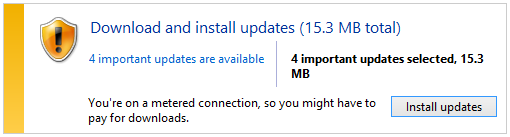 Download and install updates (15.3 MB total)
4 important updates are available
4 important updates selected, 15.3
MB
You're on a metered connection, so you might have to
pay for downloads.
Install updates